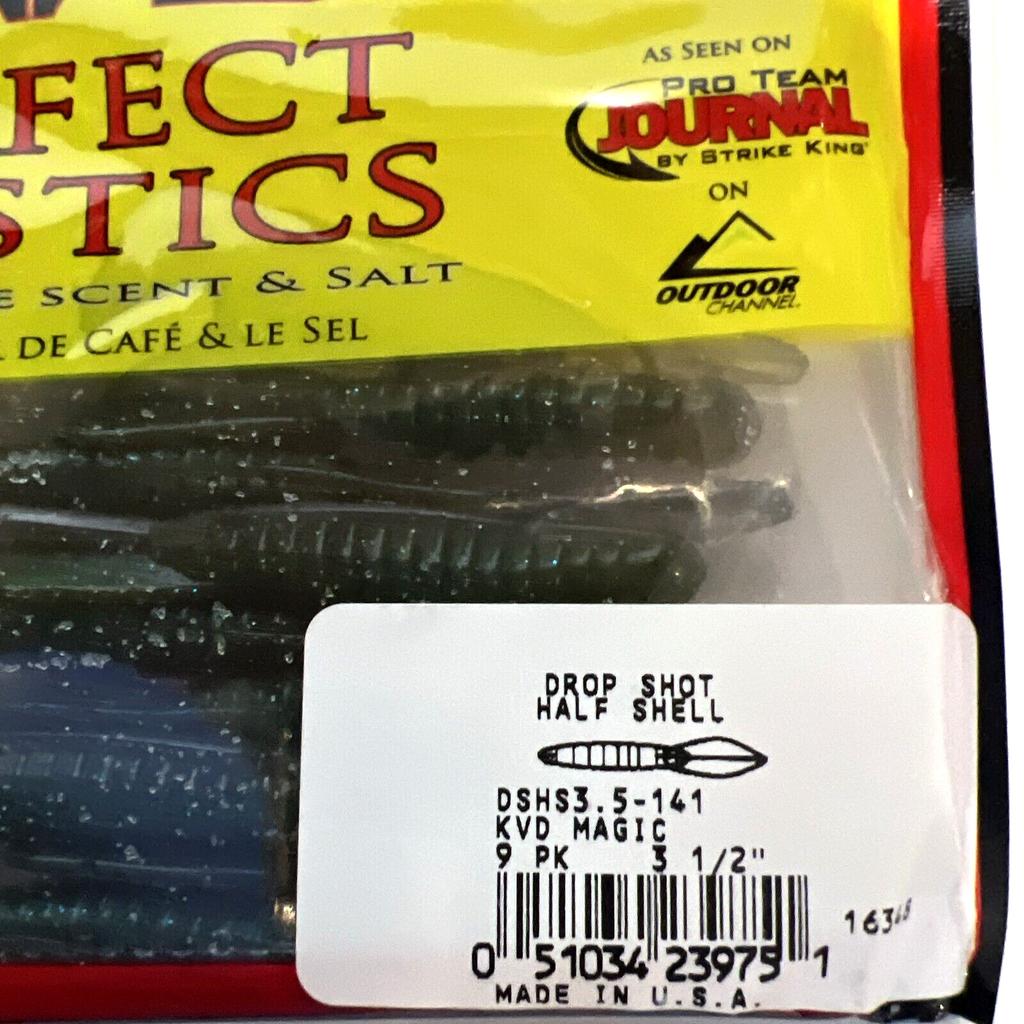 FECT
STICS
E SCENT & SALT
DE CAFÉ & LE SEL
AS SEEN ON
PRO TEAM
JOURNAL
BY STRIKE KING
ON
OUTDOOR
CHANNEL
DROP SHOT
HALF SHELL
DSHS3.5-141
KVD MAGIC
9 PK 3 1/2"
0 51034 23975 1
MADE IN U.S.A.